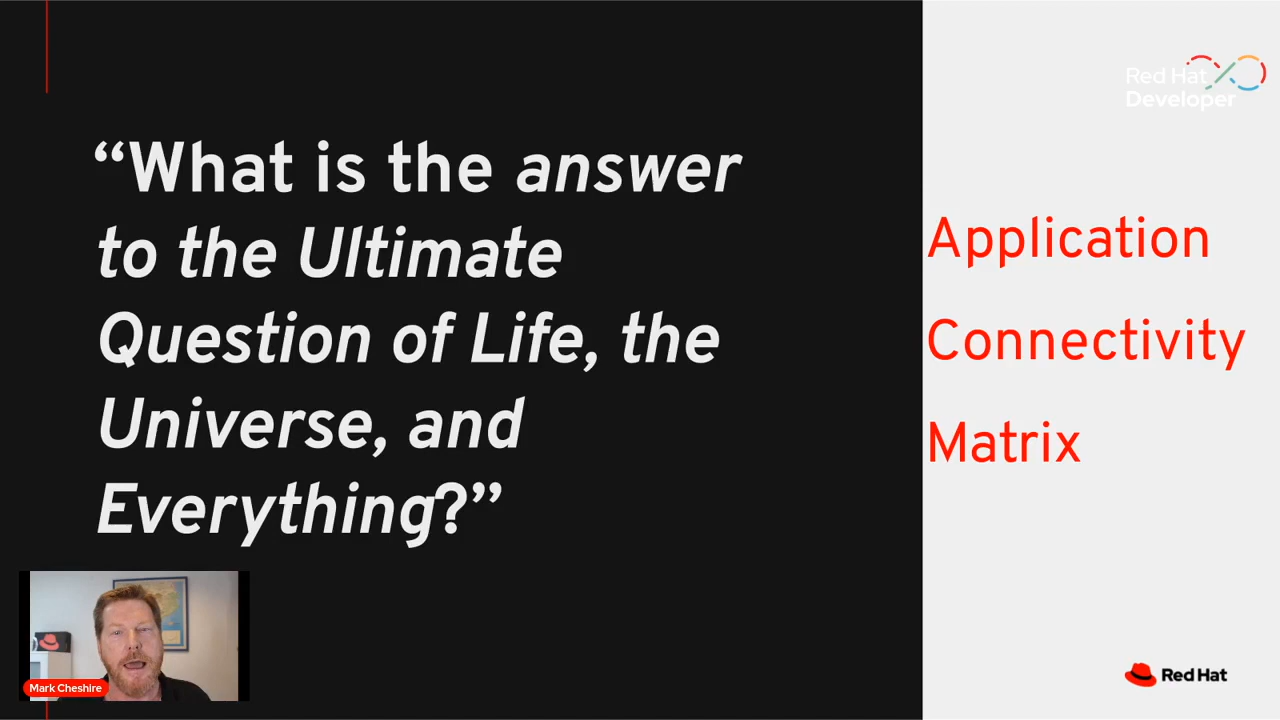 “What is the answer
to the Ultimate
Question of Life, the
Universe, and
Everything?”
Red Hat
Developer
Application
Connectivity
Matrix
Mark Cheshire
Red Hat